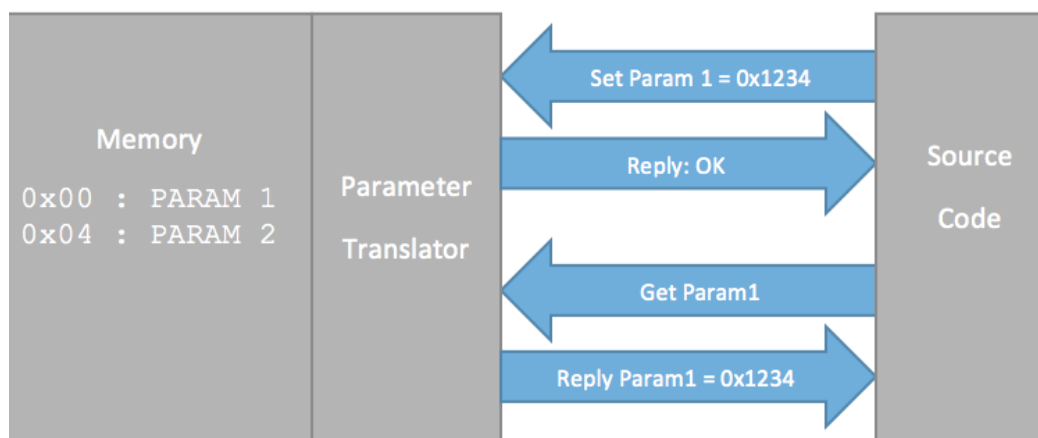 Memory
0x00 : PARAM 1
0x04 : PARAM 2
Parameter
Translator
Set Param 1 = 0x1234
Reply: OK
Get Param1
Reply Param1 = 0x1234
Source
Code